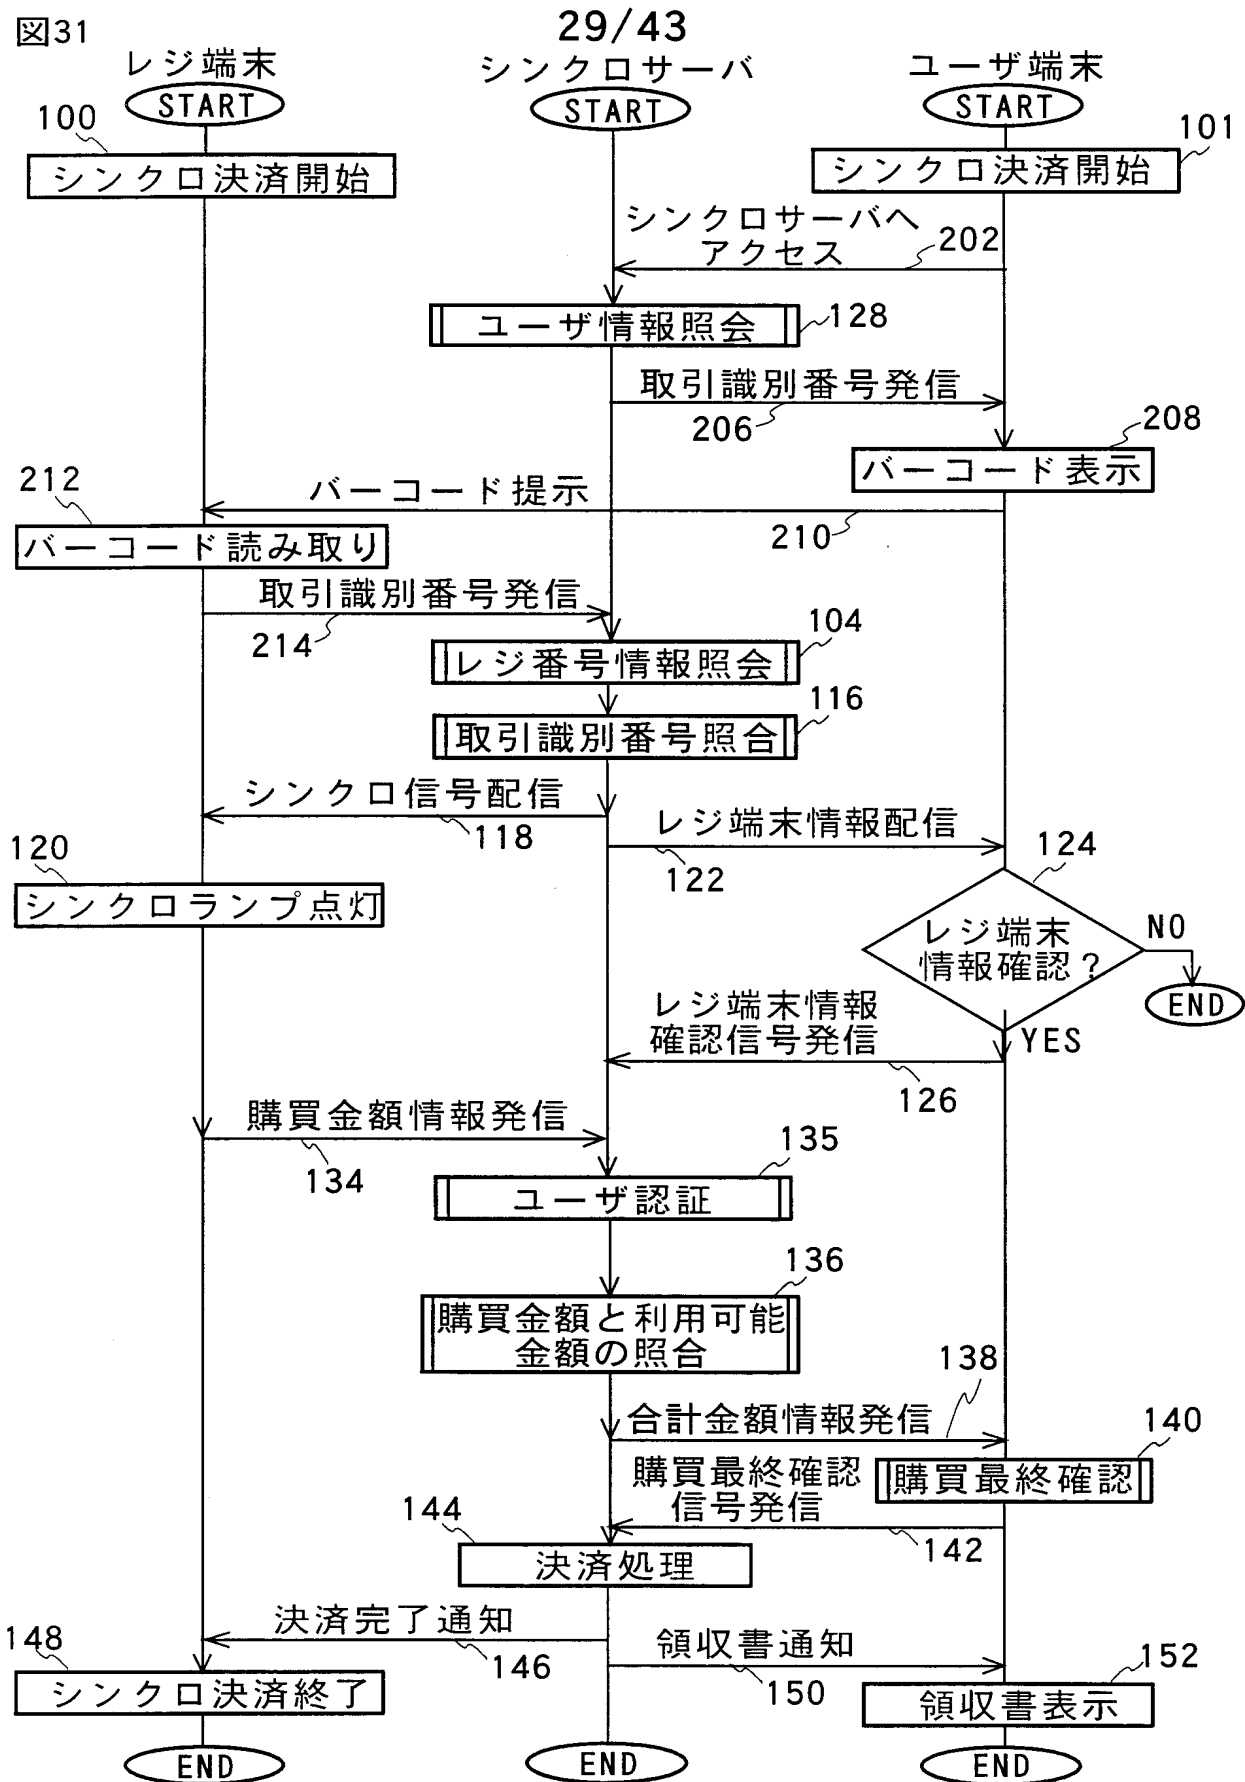 図31
29/43
レジ端末
シンクロサーバ
ユーザ端末
START
START
START
100
シンクロ決済開始
101
シンクロ決済開始
シンクロサーバへ
アクセス
202
ユーザ情報照会
128
取引識別番号発信
206
208
バーコード表示
212
バーコード提示
210
バーコード読み取り
取引識別番号発信
214
104
レジ番号情報照会
116
取引識別番号照合
シンクロ信号配信
118
レジ端末情報配信
122
120
シンクロランプ点灯
124
レジ端末
情報確認?
NO
END
YES
レジ端末情報
確認信号発信
126
購買金額情報発信
134
135
ユーザ認証
136
購買金額と利用可能
金額の照合
138
合計金額情報発信
140
購買最終確認
購買最終確認
信号発信
142
144
決済処理
決済完了通知
146
148
シンクロ決済終了
領収書通知
150
152
領収書表示
END
END
END